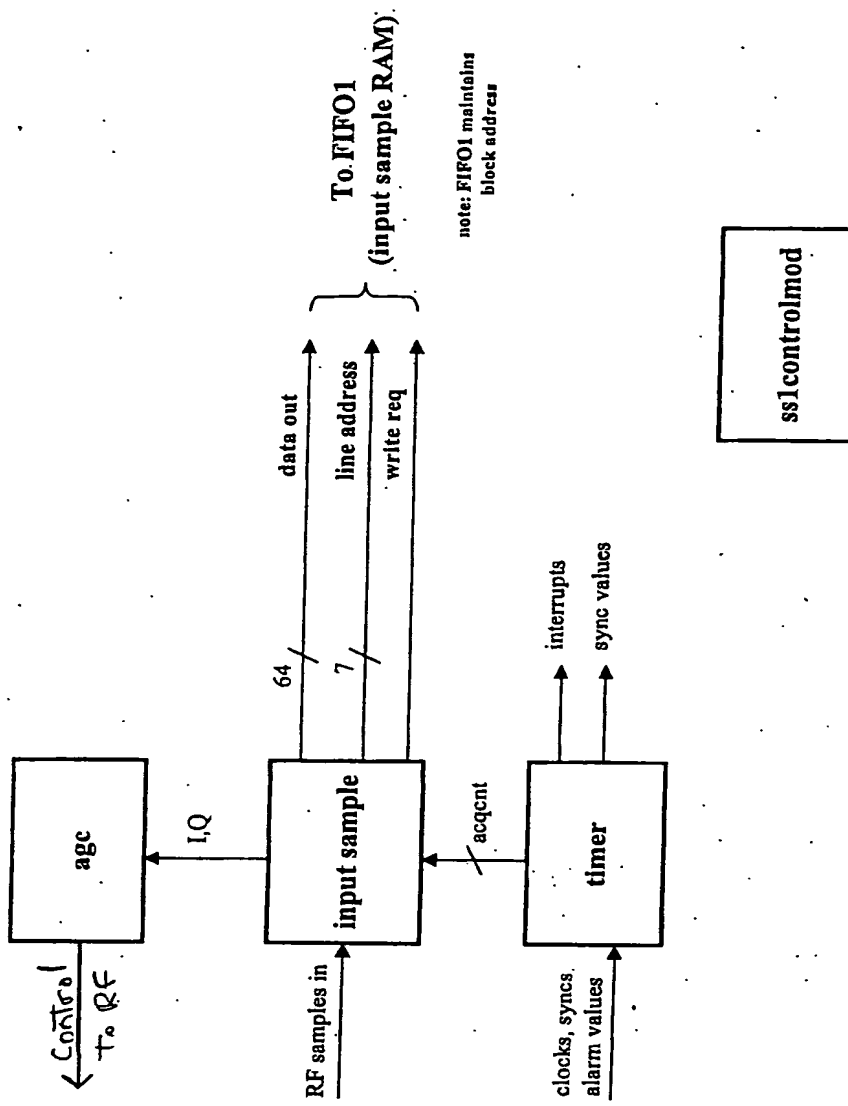 Control
to RF
agc
I,Q
RF samples in
input sample
64
data out
7
line address
write req
To FIFO1
(input sample RAM)
note: FIFO1 maintains
block address
acqcnt
clocks, syncs.
alarm values
timer
interrupts
sync values
ss1controlmod